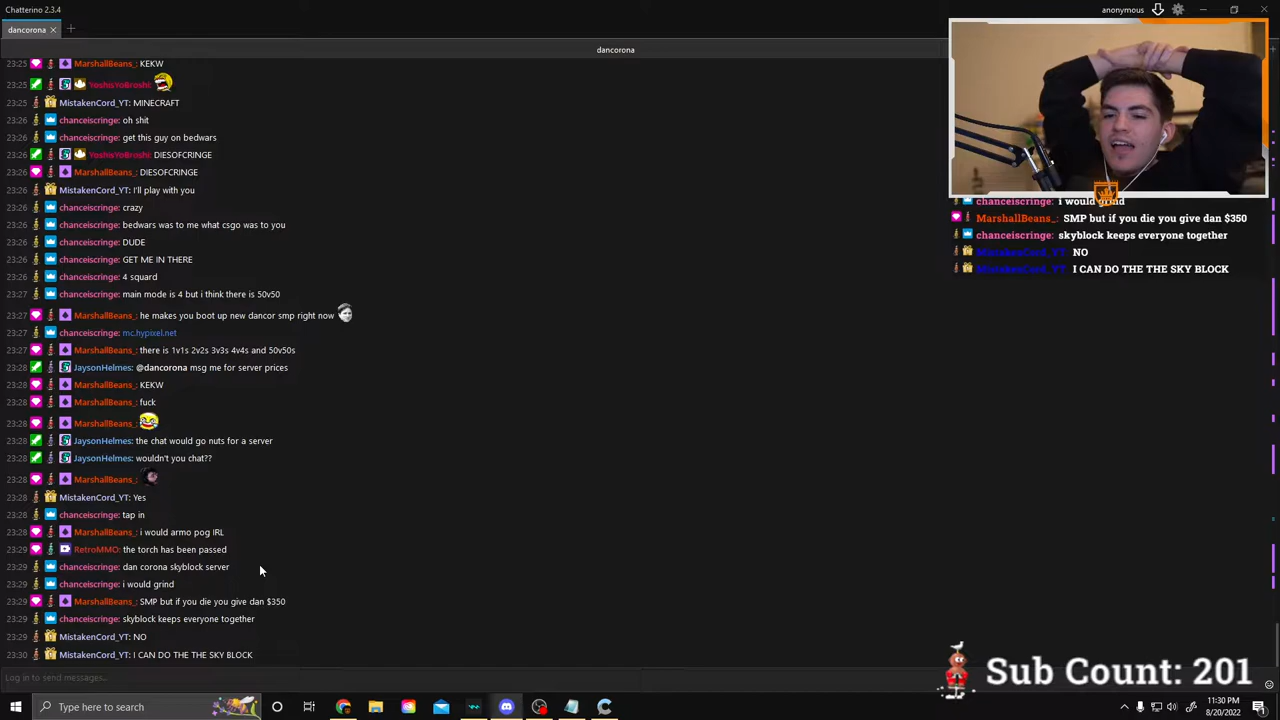 Chatterino 2.3.4
anonymous
dancorona
dancorona
23:25 MarshallBeans_: KEKW
23:25 YoshisYoBroshi:
23:25 MistakenCord_YT: MINECRAFT
23:26 chanceiscringe: oh shit
23:26 chanceiscringe: get this guy on bedwars
23:26 YoshisYoBroshi: DIESOFCRINGE
23:26 MarshallBeans_: DIESOFCRINGE
23:26 MistakenCord_YT: I'll play with you
23:26 chanceiscringe: crazy
23:26 chanceiscringe: bedwars was to me what csgo was to you
23:26 chanceiscringe: DUDE
23:26 chanceiscringe: GET ME IN THERE
23:26 chanceiscringe: 4 squard
23:27 chanceiscringe: main mode is 4 but i think there is 50v50
23:27 MarshallBeans_: he makes you boot up new dancor smp right now
23:27 chanceiscringe: mc.hypixel.net
23:27 MarshallBeans_: there is 1v1s 2v2s 3v3s 4v4s and 50v50s
23:28 JaysonHelmes: @dancorona msg me for server prices
23:28 MarshallBeans_: KEKW
23:28 MarshallBeans_: fuck
23:28 MarshallBeans_:
23:28 JaysonHelmes: the chat would go nuts for a server
23:28 JaysonHelmes: wouldn't you chat??
23:28 MarshallBeans_:
23:28 MistakenCord_YT: Yes
23:28 chanceiscringe: tap in
23:28 MarshallBeans_: i would armo pog IRL
23:29 RetroMMO: the torch has been passed
23:29 chanceiscringe: dan corona skyblock server
23:29 chanceiscringe: i would grind
23:29 MarshallBeans_: SMP but if you die you give dan $350
23:29 chanceiscringe: skyblock keeps everyone together
23:29 MistakenCord_YT: NO
23:30 MistakenCord_YT: I CAN DO THE THE SKY BLOCK
Log in to send messages...
chanceiscringe: i would grind
MarshallBeans_: SMP but if you die you give dan $350
chanceiscringe: skyblock keeps everyone together
MistakenCord_YT NO
MistakenCord_YT I CAN DO THE THE SKY BLOCK
Sub Count: 201
Type here to search
11:30 PM
8/20/2022